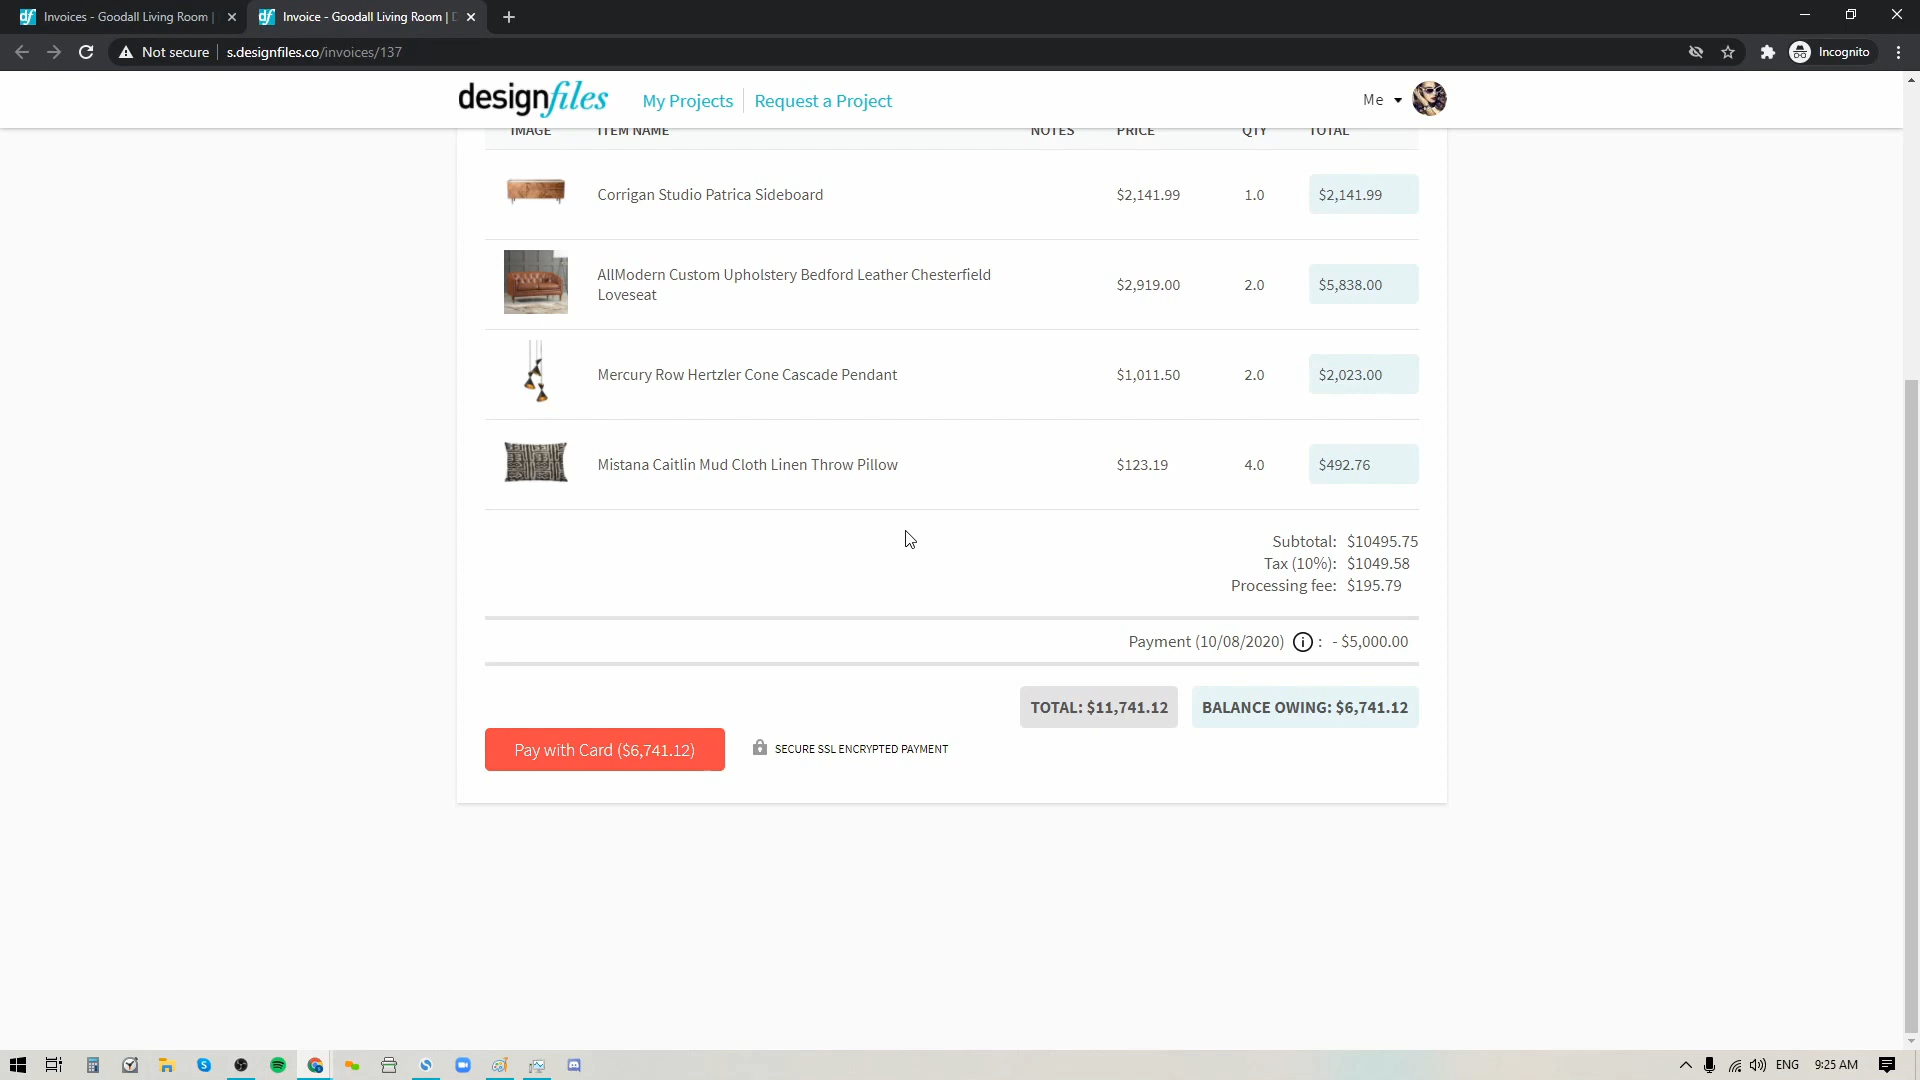 Invoices - Goodall Living Room |
Invoice - Goodall Living Room | D
Not secure s.designfiles.co/invoices/137
Incognito
designfiles My Projects Request a Project Me
IMAGE ITEM NAME NOTES PRICE QTY TOTAL
Corrigan Studio Patrica Sideboard $2,141.99 1.0 $2,141.99
AllModern Custom Upholstery Bedford Leather Chesterfield
Loveseat
$2,919.00 2.0 $5,838.00
Mercury Row Hertzler Cone Cascade Pendant $1,011.50 2.0 $2,023.00
Mistana Caitlin Mud Cloth Linen Throw Pillow $123.19 4.0 $492.76
Subtotal: $10495.75
Tax (10%): $1049.58
Processing fee: $195.79
Payment (10/08/2020) i : - $5,000.00
TOTAL: $11,741.12 BALANCE OWING: $6,741.12
Pay with Card ($6,741.12) SECURE SSL ENCRYPTED PAYMENT
ENG 9:25 AM